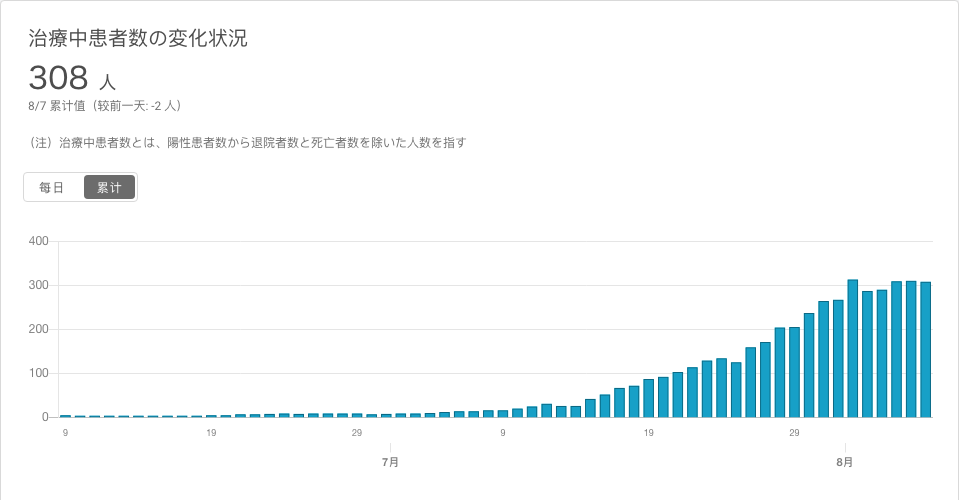 治療中患者数の変化状況
308 人
8/7 累计值（较前一天: -2 人）
（注）治療中患者数とは、陽性患者数から退院者数と死亡者数を除いた人数を指す
每日 累计
400
300
200
100
0
9 19 29 9 19 29
7月 8月